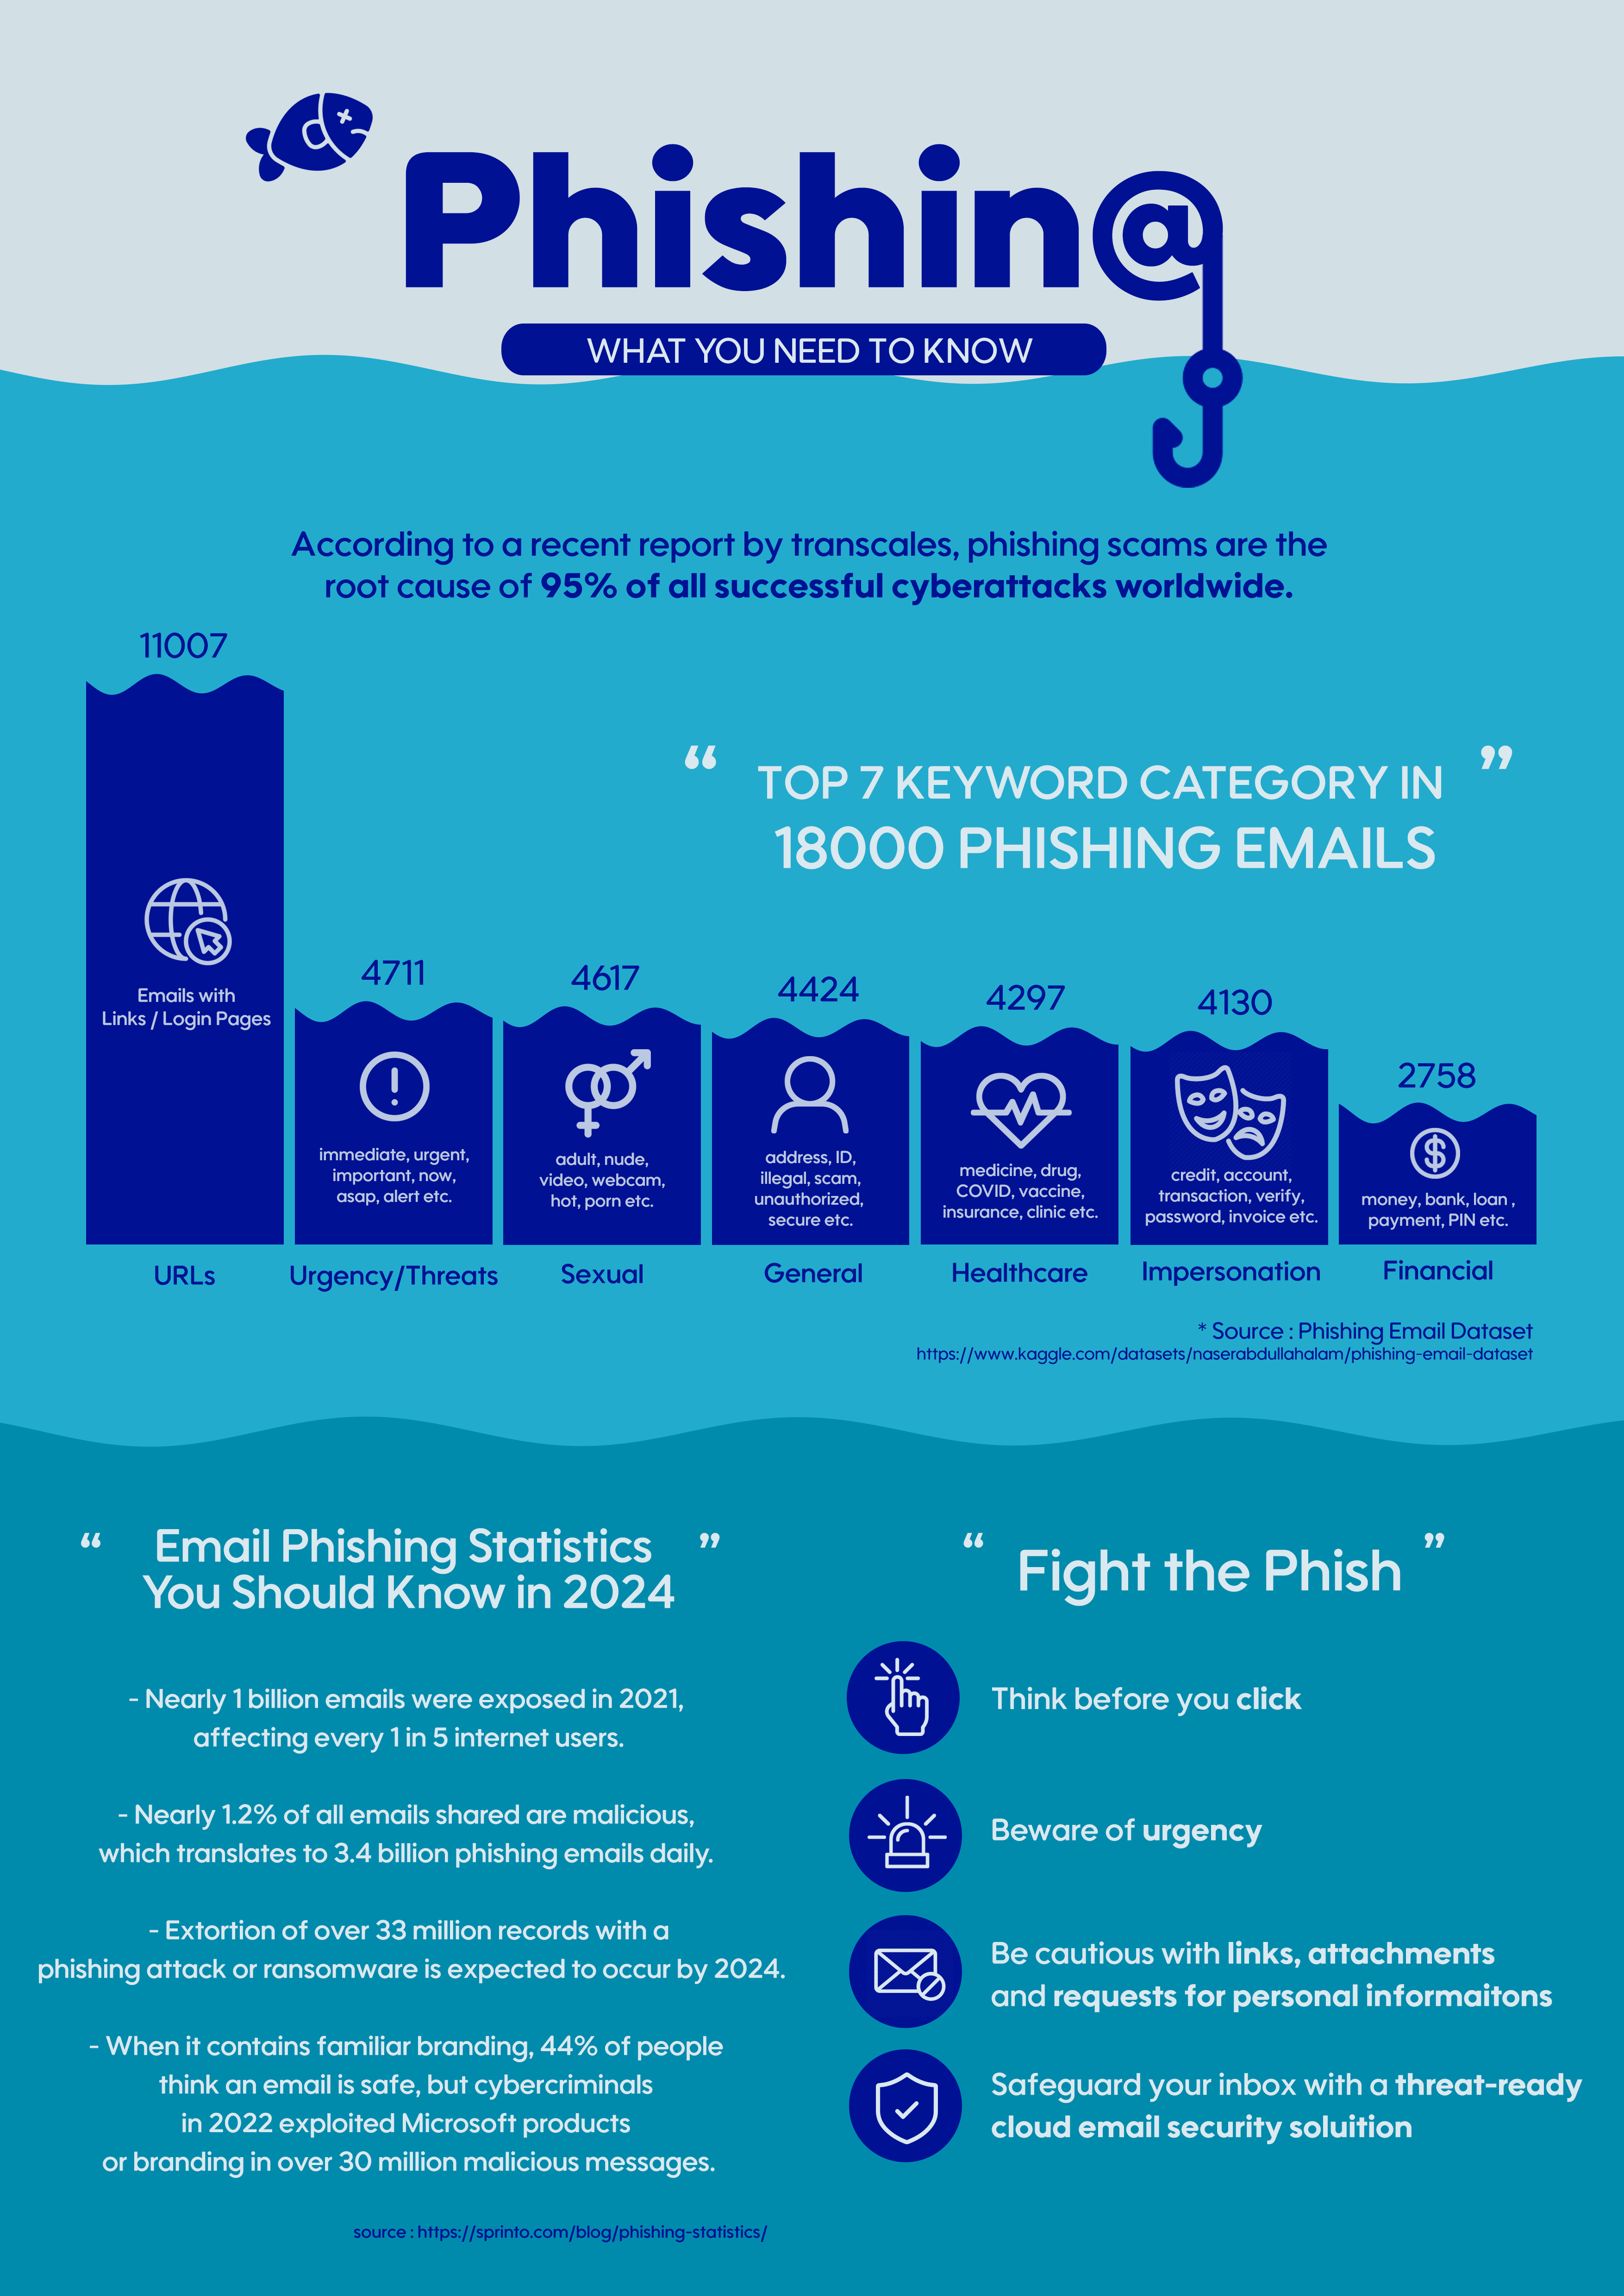 Phishin@
WHAT YOU NEED TO KNOW
According to a recent report by transcales, phishing scams are the
root cause of 95% of all successful cyberattacks worldwide.
11007
“ TOP 7 KEYWORD CATEGORY IN ”
18000 PHISHING EMAILS
Emails with
Links / Login Pages
URLs
4711
immediate, urgent,
important, now,
asap, alert etc.
Urgency/Threats
4617
adult, nude,
video, webcam,
hot, porn etc.
Sexual
4424
address, ID,
illegal, scam,
unauthorized,
secure etc.
General
4297
medicine, drug,
COVID, vaccine,
insurance, clinic etc.
Healthcare
4130
credit, account,
transaction, verify,
password, invoice etc.
Impersonation
2758
money, bank, loan ,
payment, PIN etc.
Financial
* Source : Phishing Email Dataset
https://www.kaggle.com/datasets/naserabdullahalam/phishing-email-dataset
“ Email Phishing Statistics ”
You Should Know in 2024
- Nearly 1 billion emails were exposed in 2021,
affecting every 1 in 5 internet users.
- Nearly 1.2% of all emails shared are malicious,
which translates to 3.4 billion phishing emails daily.
- Extortion of over 33 million records with a
phishing attack or ransomware is expected to occur by 2024.
- When it contains familiar branding, 44% of people
think an email is safe, but cybercriminals
in 2022 exploited Microsoft products
or branding in over 30 million malicious messages.
source : https://sprinto.com/blog/phishing-statistics/
“ Fight the Phish ”
Think before you click
Beware of urgency
Be cautious with links, attachments
and requests for personal informaitons
Safeguard your inbox with a threat-ready
cloud email security soluition